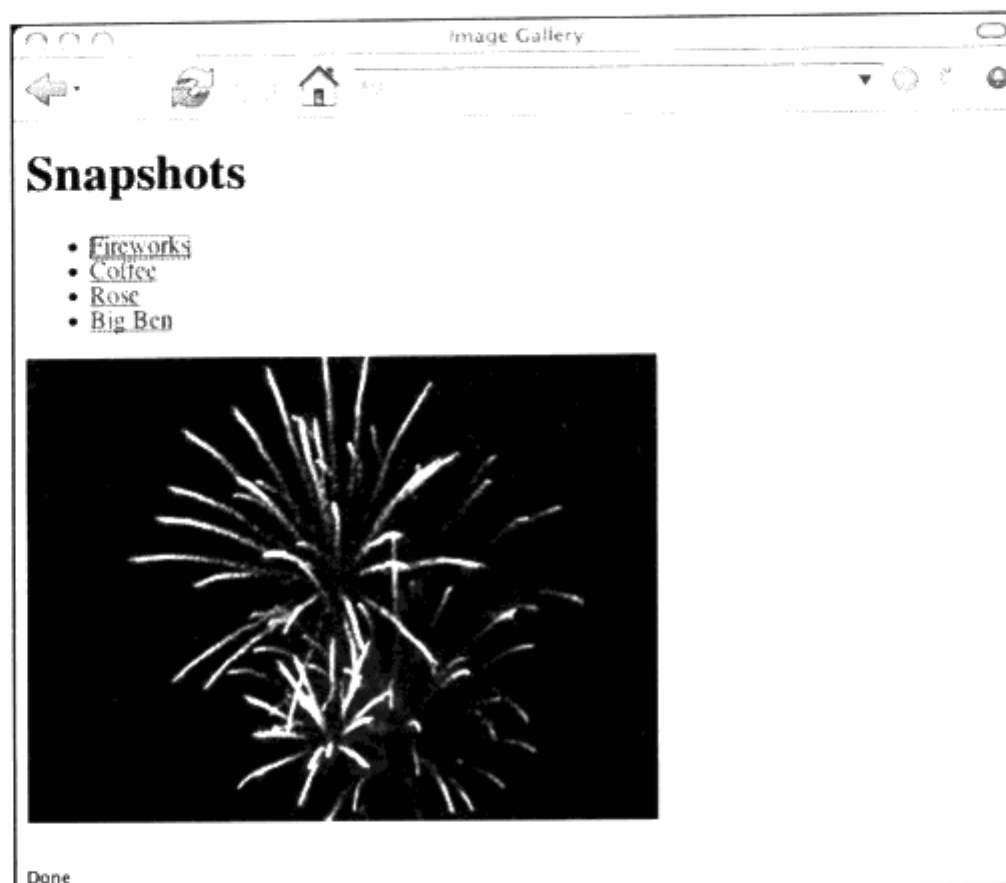 Image Gallery
Snapshots
Fireworks
Coffee
Rose
Big Ben
Done